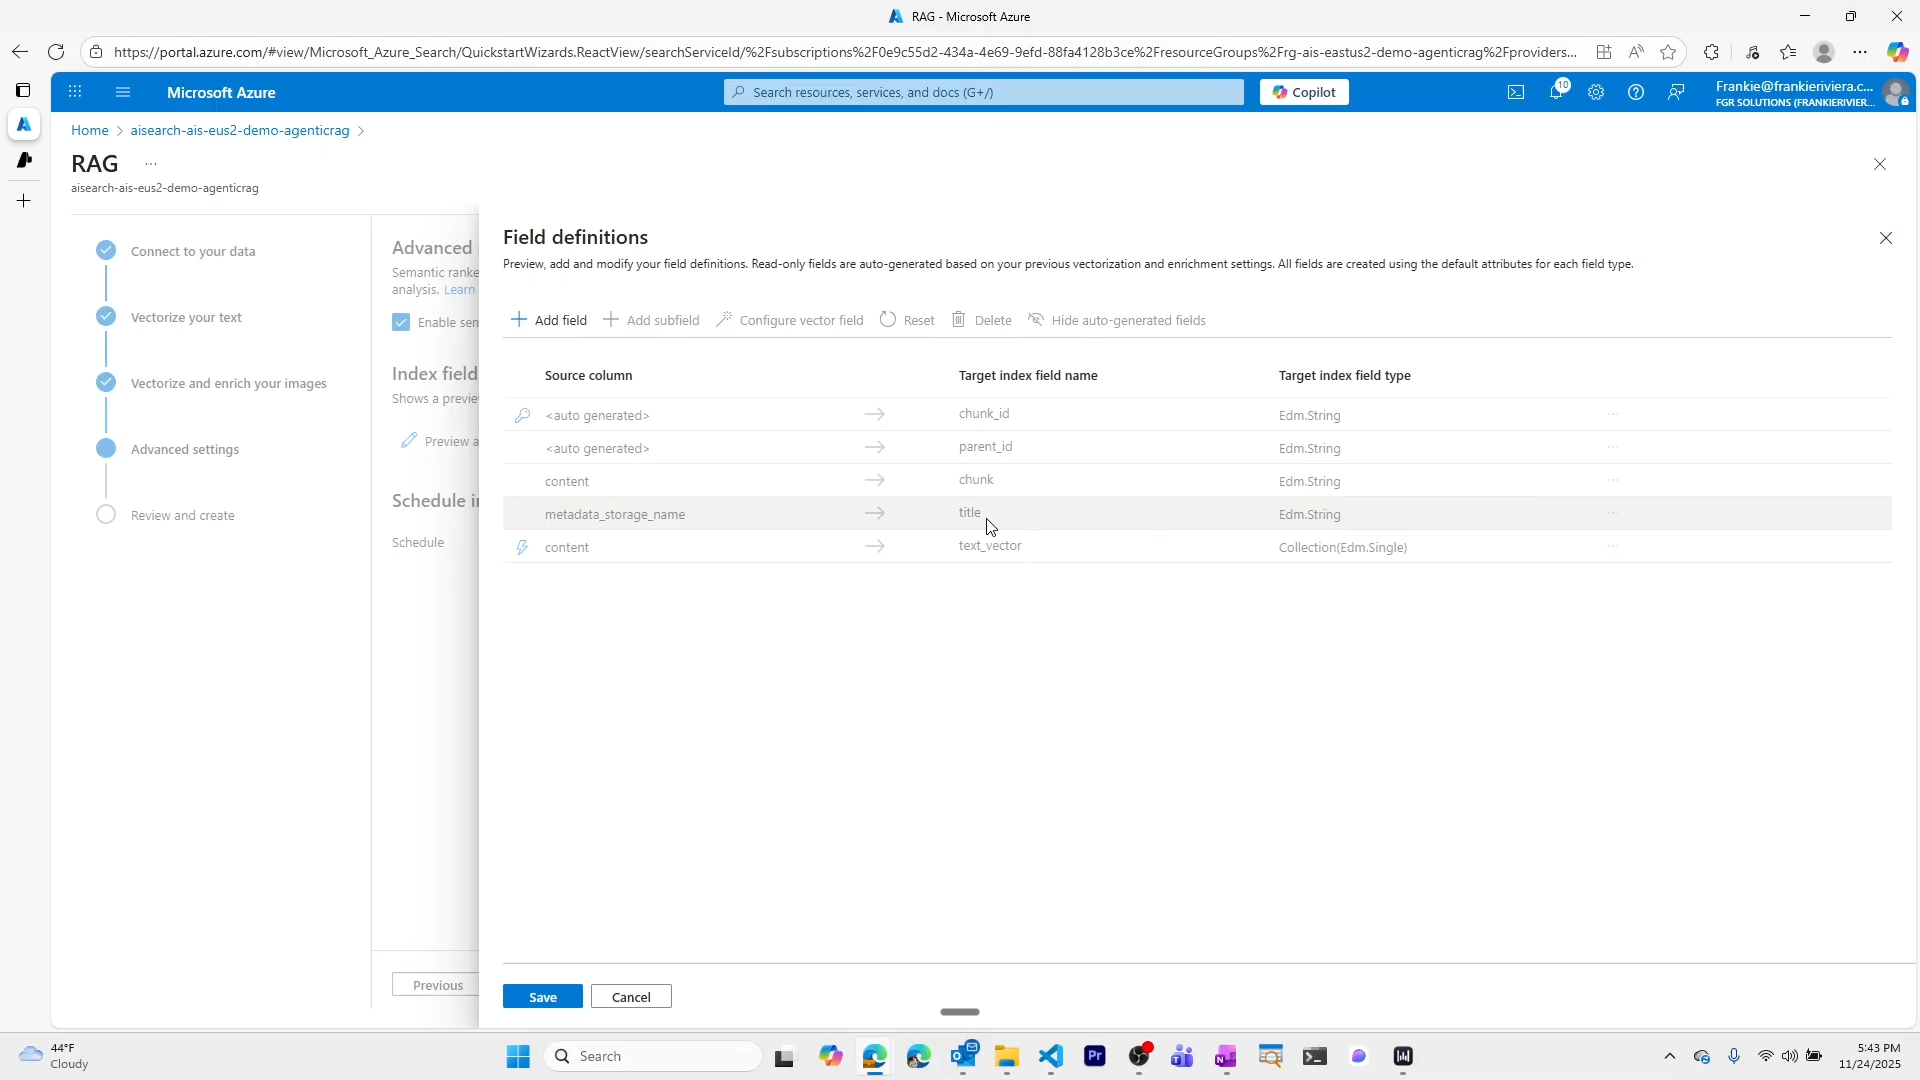 RAG - Microsoft Azure
https://portal.azure.com/#view/Microsoft_Azure_Search/QuickstartWizards.ReactView/searchServiceId/%2Fsubscriptions%2F0e9c55d2-434a-4e69-9efd-88fa4128b3ce%2FresourceGroups%2Frg-ais-eastus2-demo-agenticrag%2Fproviders...
Microsoft Azure
Search resources, services, and docs (G+/)
Copilot
10
Frankie@frankieriviera.c...
FGR SOLUTIONS (FRANKIERIVIER...
Home > aisearch-ais-eus2-demo-agenticrag >
RAG ...
aisearch-ais-eus2-demo-agenticrag
Connect to your data
Vectorize your text
Vectorize and enrich your images
Advanced settings
Review and create
Advanced
Semantic ranke
analysis. Learn
Enable sem
Index field
Shows a previe
Preview a
Schedule in
Schedule
Previous
Field definitions
Preview, add and modify your field definitions. Read-only fields are auto-generated based on your previous vectorization and enrichment settings. All fields are created using the default attributes for each field type.
Add field Add subfield Configure vector field Reset Delete Hide auto-generated fields
Source column Target index field name Target index field type
<auto generated> chunk_id Edm.String ...
<auto generated> parent_id Edm.String ...
content chunk Edm.String ...
metadata_storage_name title Edm.String ...
content text_vector Collection(Edm.Single) ...
Save Cancel
44°F
Cloudy
Search
Pr
5:43 PM
11/24/2025